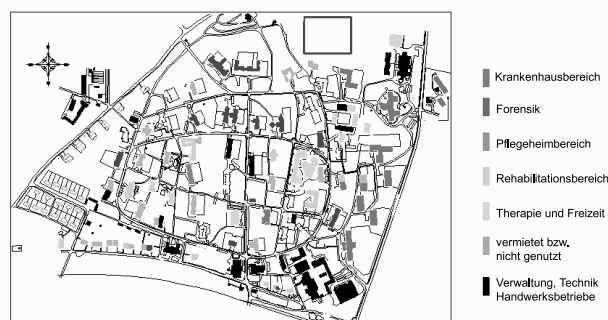 Krankenhausbereich
Forensik
Pflegeheimbereich
Rehabilitationsbereich
Therapie und Freizeit
vermietet bzw.
nicht genutzt
Verwaltung, Technik
Handwerksbetriebe